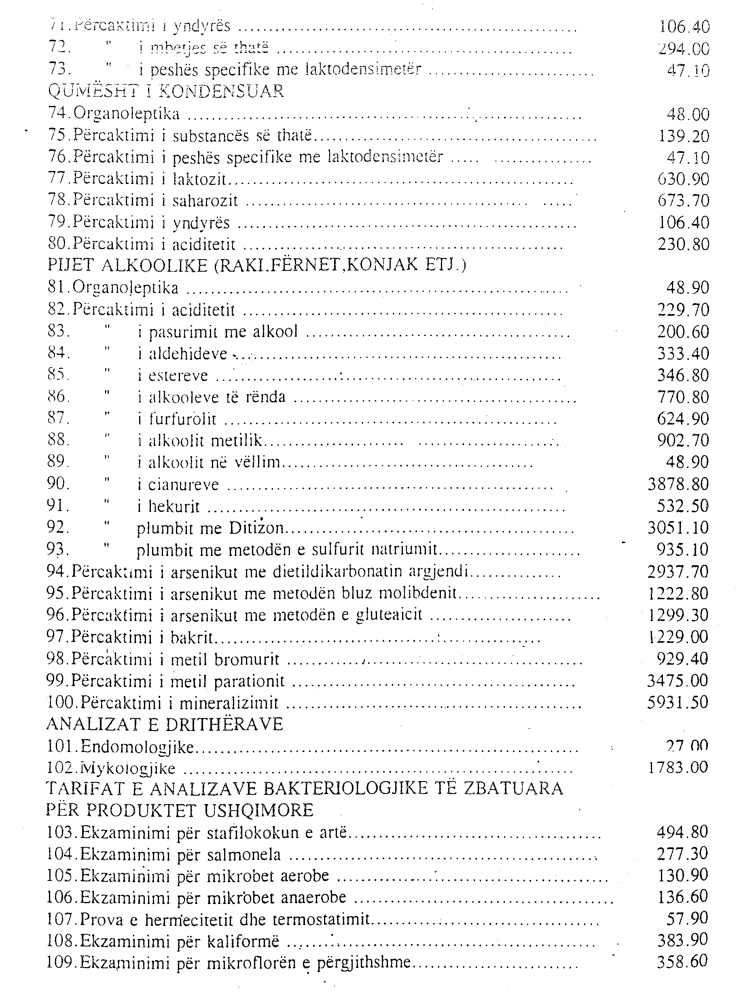 71.Përcaktimi i yndyrës ........................................................ 106.40
72. " i mbetjes së thatë ................................................ 294.00
73. " i peshës specifike me laktodensimetër ........................... 47.10
QUMËSHT I KONDENSUAR
74.Organoleptika ................................................................ 48.00
75.Përcaktimi i substancës së thatë.............................................. 139.20
76.Përcaktimi i peshës specifike me laktodensimetër ..... ................ 47.10
77.Përcaktimi i laktozit........................................................ 630.90
78.Përcaktimi i saharozit .............................................. ..... 673.70
79.Përcaktimi i yndyrës ....................................................... 106.40
80.Përcaktimi i aciditetit .................................................... 230.80
PIJET ALKOOLIKE (RAKI.FËRNET,KONJAK ETJ.)
81.Organoleptika .............................................................. 48.90
82.Përcaktimi i aciditetit .................................................... 229.70
83. " i pasurimit me alkool ........................................... 200.60
84. " i aldehideve ..................................................... 333.40
85. " i estereve ........................................................ 346.80
86. " i alkooleve të rënda .............................................. 770.80
87. " i furfurolit ...................................................... 624.90
88. " i alkoolit metilik....................... ....................... 902.70
89. " i alkoolit në vëllim......................................... 48.90
90. " i cianureve ..................................................... 3878.80
91. " i hekurit .......................................................... 532.50
92. " plumbit me Ditizon............................................... 3051.10
93. " plumbit me metodën e sulfurit natriumit....................... 935.10
94.Përcaktimi i arsenikut me dietildikarbonatin argjendi............... 2937.70
95.Përcaktimi i arsenikut me metodën bluz molibdenit....................... 1222.80
96.Përcaktimi i arsenikut me metodën e gluteaicit ....................... 1299.30
97.Përcaktimi i bakrit..................................................... 1229.00
98.Përcaktimi i metil bromurit ................................................ 929.40
99.Përcaktimi i metil parationit .............................................. 3475.00
100.Përcaktimi i mineralizimit ................................................ 5931.50
ANALIZAT E DRITHËRAVE
101.Endomologjike.............................................................. 27 00
102.Mykologjike ............................................................... 1783.00
TARIFAT E ANALIZAVE BAKTERIOLOGJIKE TË ZBATUARA
PËR PRODUKTET USHQIMORE
103.Ekzaminimi për stafilokokun e artë......................................... 494.80
104.Ekzaminimi për salmonela .................................................. 277.30
105.Ekzaminimi për mikrobet aerobe ............................................ 130.90
106.Ekzaminimi për mikrobet anaerobe .......................................... 136.60
107.Prova e hermecitetit dhe termostatimit..................................... 57.90
108.Ekzaminimi për kaliformë .................................................. 383.90
109.Ekzaminimi për mikroflorën e përgjithshme........................... 358.60